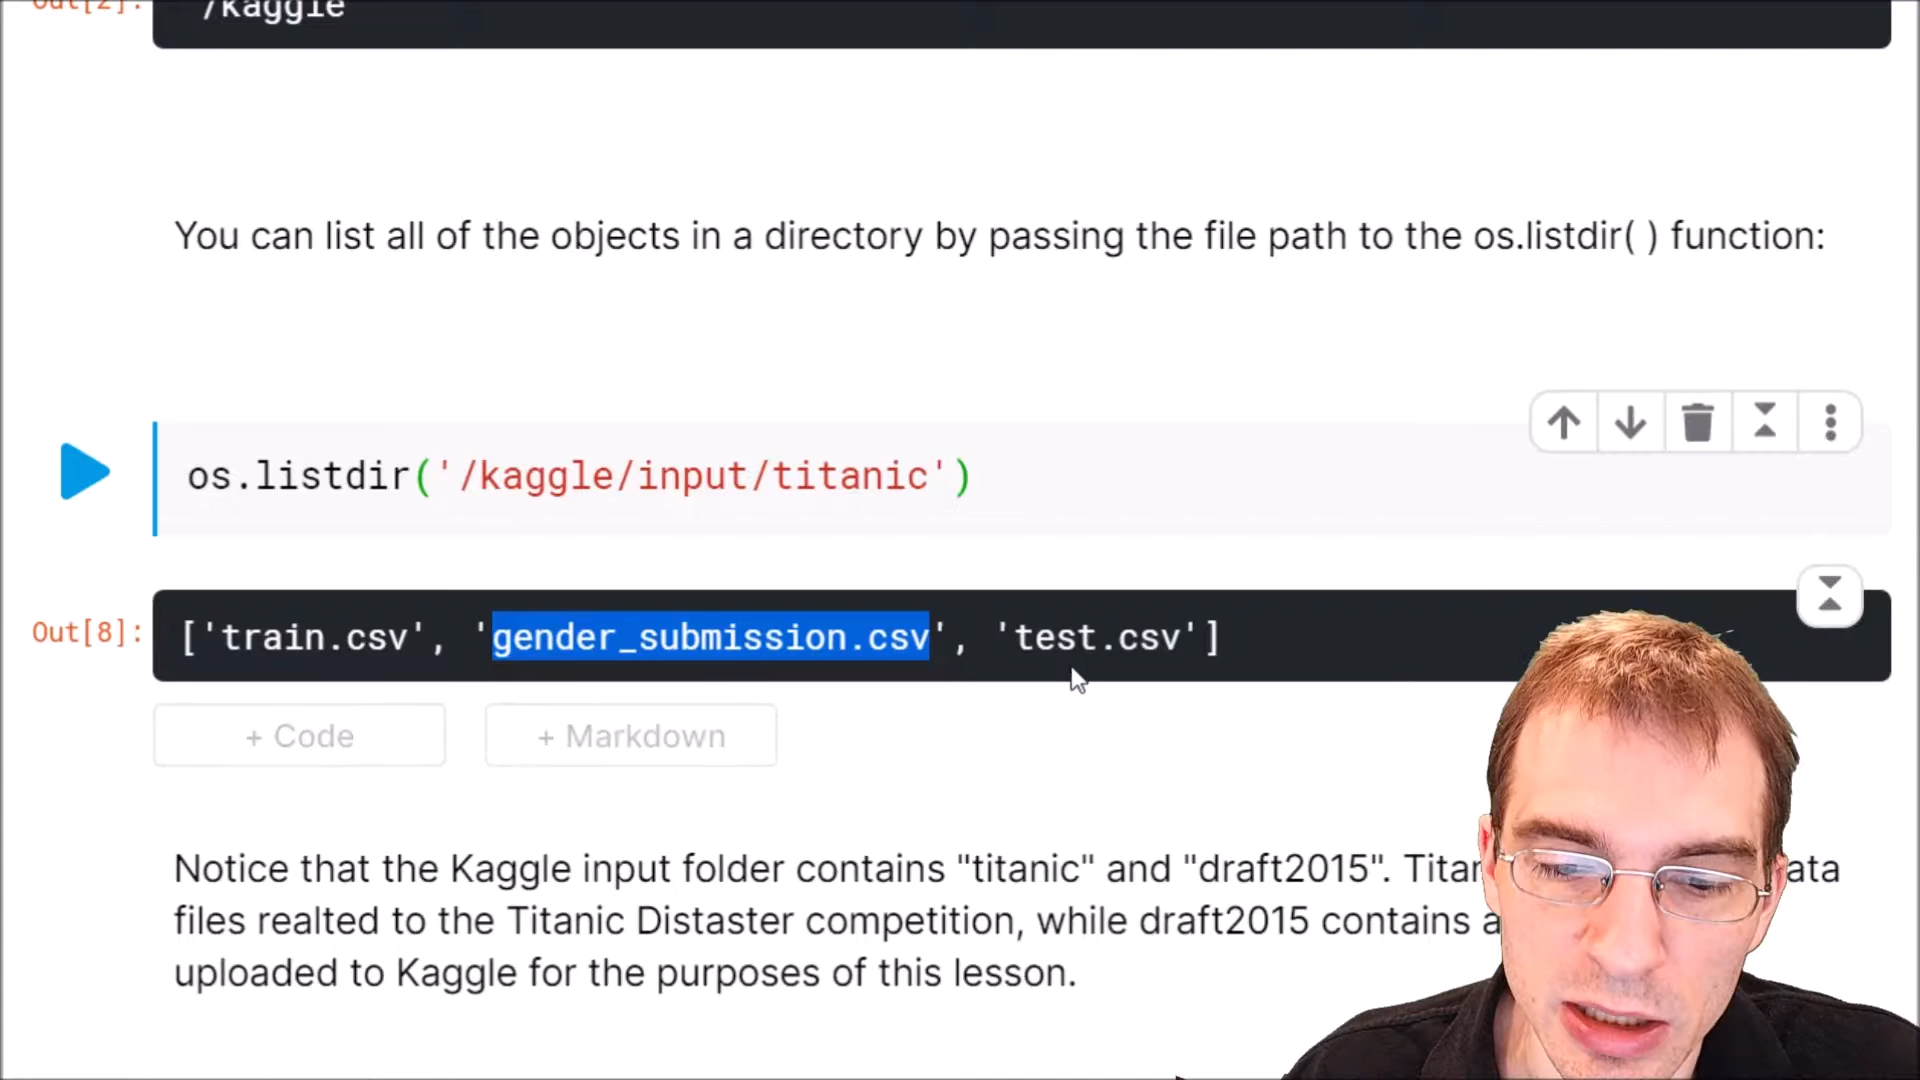 Out[2]:
/kaggle
You can list all of the objects in a directory by passing the file path to the os.listdir( ) function:
os.listdir('/kaggle/input/titanic')
Out[8]:
['train.csv', 'gender_submission.csv', 'test.csv']
+ Code
+ Markdown
Notice that the Kaggle input folder contains "titanic" and "draft2015".
files realted to the Titanic Distaster competition, while draft2015 contains
uploaded to Kaggle for the purposes of this lesson.